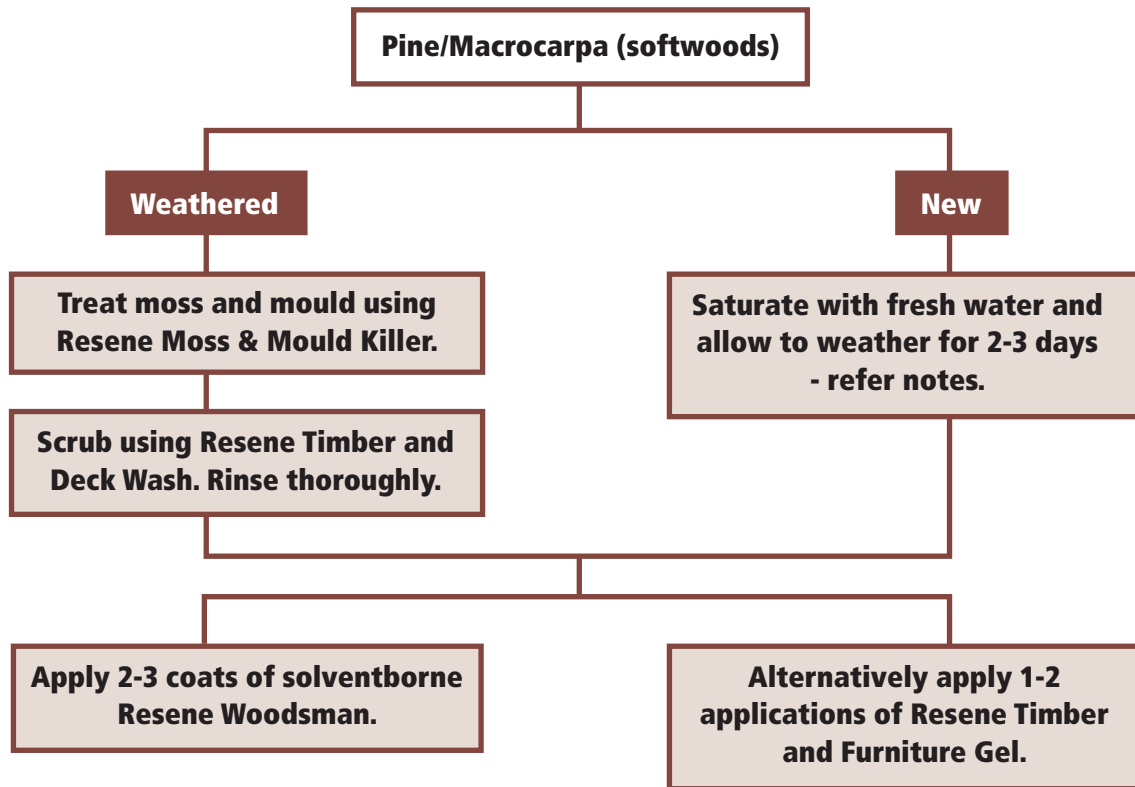 Pine/Macrocarpa (softwoods)
Weathered
New
Treat moss and mould using
Resene Moss & Mould Killer.
Saturate with fresh water and
allow to weather for 2-3 days
- refer notes.
Scrub using Resene Timber and
Deck Wash. Rinse thoroughly.
Apply 2-3 coats of solventborne
Resene Woodsman.
Alternatively apply 1-2
applications of Resene Timber
and Furniture Gel.